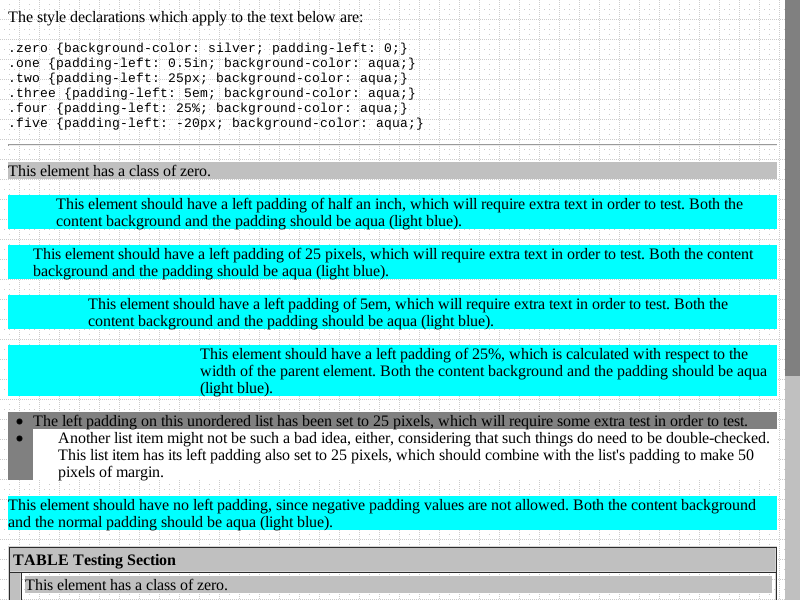 The style declarations which apply to the text below are:
.zero {background-color: silver; padding-left: 0;}
.one {padding-left: 0.5in; background-color: aqua;}
.two {padding-left: 25px; background-color: aqua;}
.three {padding-left: 5em; background-color: aqua;}
.four {padding-left: 25%; background-color: aqua;}
.five {padding-left: -20px; background-color: aqua;}
This element has a class of zero.
This element should have a left padding of half an inch, which will require extra text in order to test. Both the
content background and the padding should be aqua (light blue).
This element should have a left padding of 25 pixels, which will require extra text in order to test. Both the content
background and the padding should be aqua (light blue).
This element should have a left padding of 5em, which will require extra text in order to test. Both the
content background and the padding should be aqua (light blue).
This element should have a left padding of 25%, which is calculated with respect to the
width of the parent element. Both the content background and the padding should be aqua
(light blue).
• The left padding on this unordered list has been set to 25 pixels, which will require some extra test in order to test.
• Another list item might not be such a bad idea, either, considering that such things do need to be double-checked.
This list item has its left padding also set to 25 pixels, which should combine with the list's padding to make 50
pixels of margin.
This element should have no left padding, since negative padding values are not allowed. Both the content background
and the normal padding should be aqua (light blue).
TABLE Testing Section
This element has a class of zero.